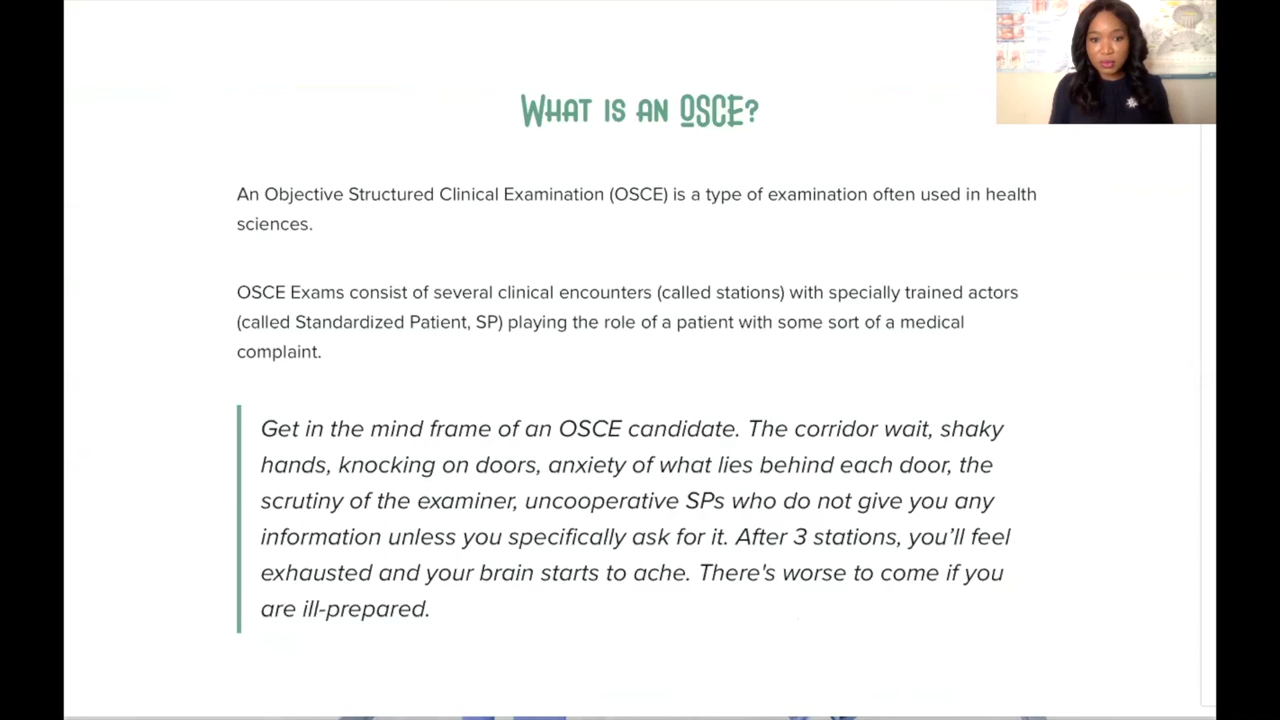 What is an OSCE?
An Objective Structured Clinical Examination (OSCE) is a type of examination often used in health
sciences.
OSCE Exams consist of several clinical encounters (called stations) with specially trained actors
(called Standardized Patient, SP) playing the role of a patient with some sort of a medical
complaint.
Get in the mind frame of an OSCE candidate. The corridor wait, shaky
hands, knocking on doors, anxiety of what lies behind each door, the
scrutiny of the examiner, uncooperative SPs who do not give you any
information unless you specifically ask for it. After 3 stations, you’ll feel
exhausted and your brain starts to ache. There's worse to come if you
are ill-prepared.